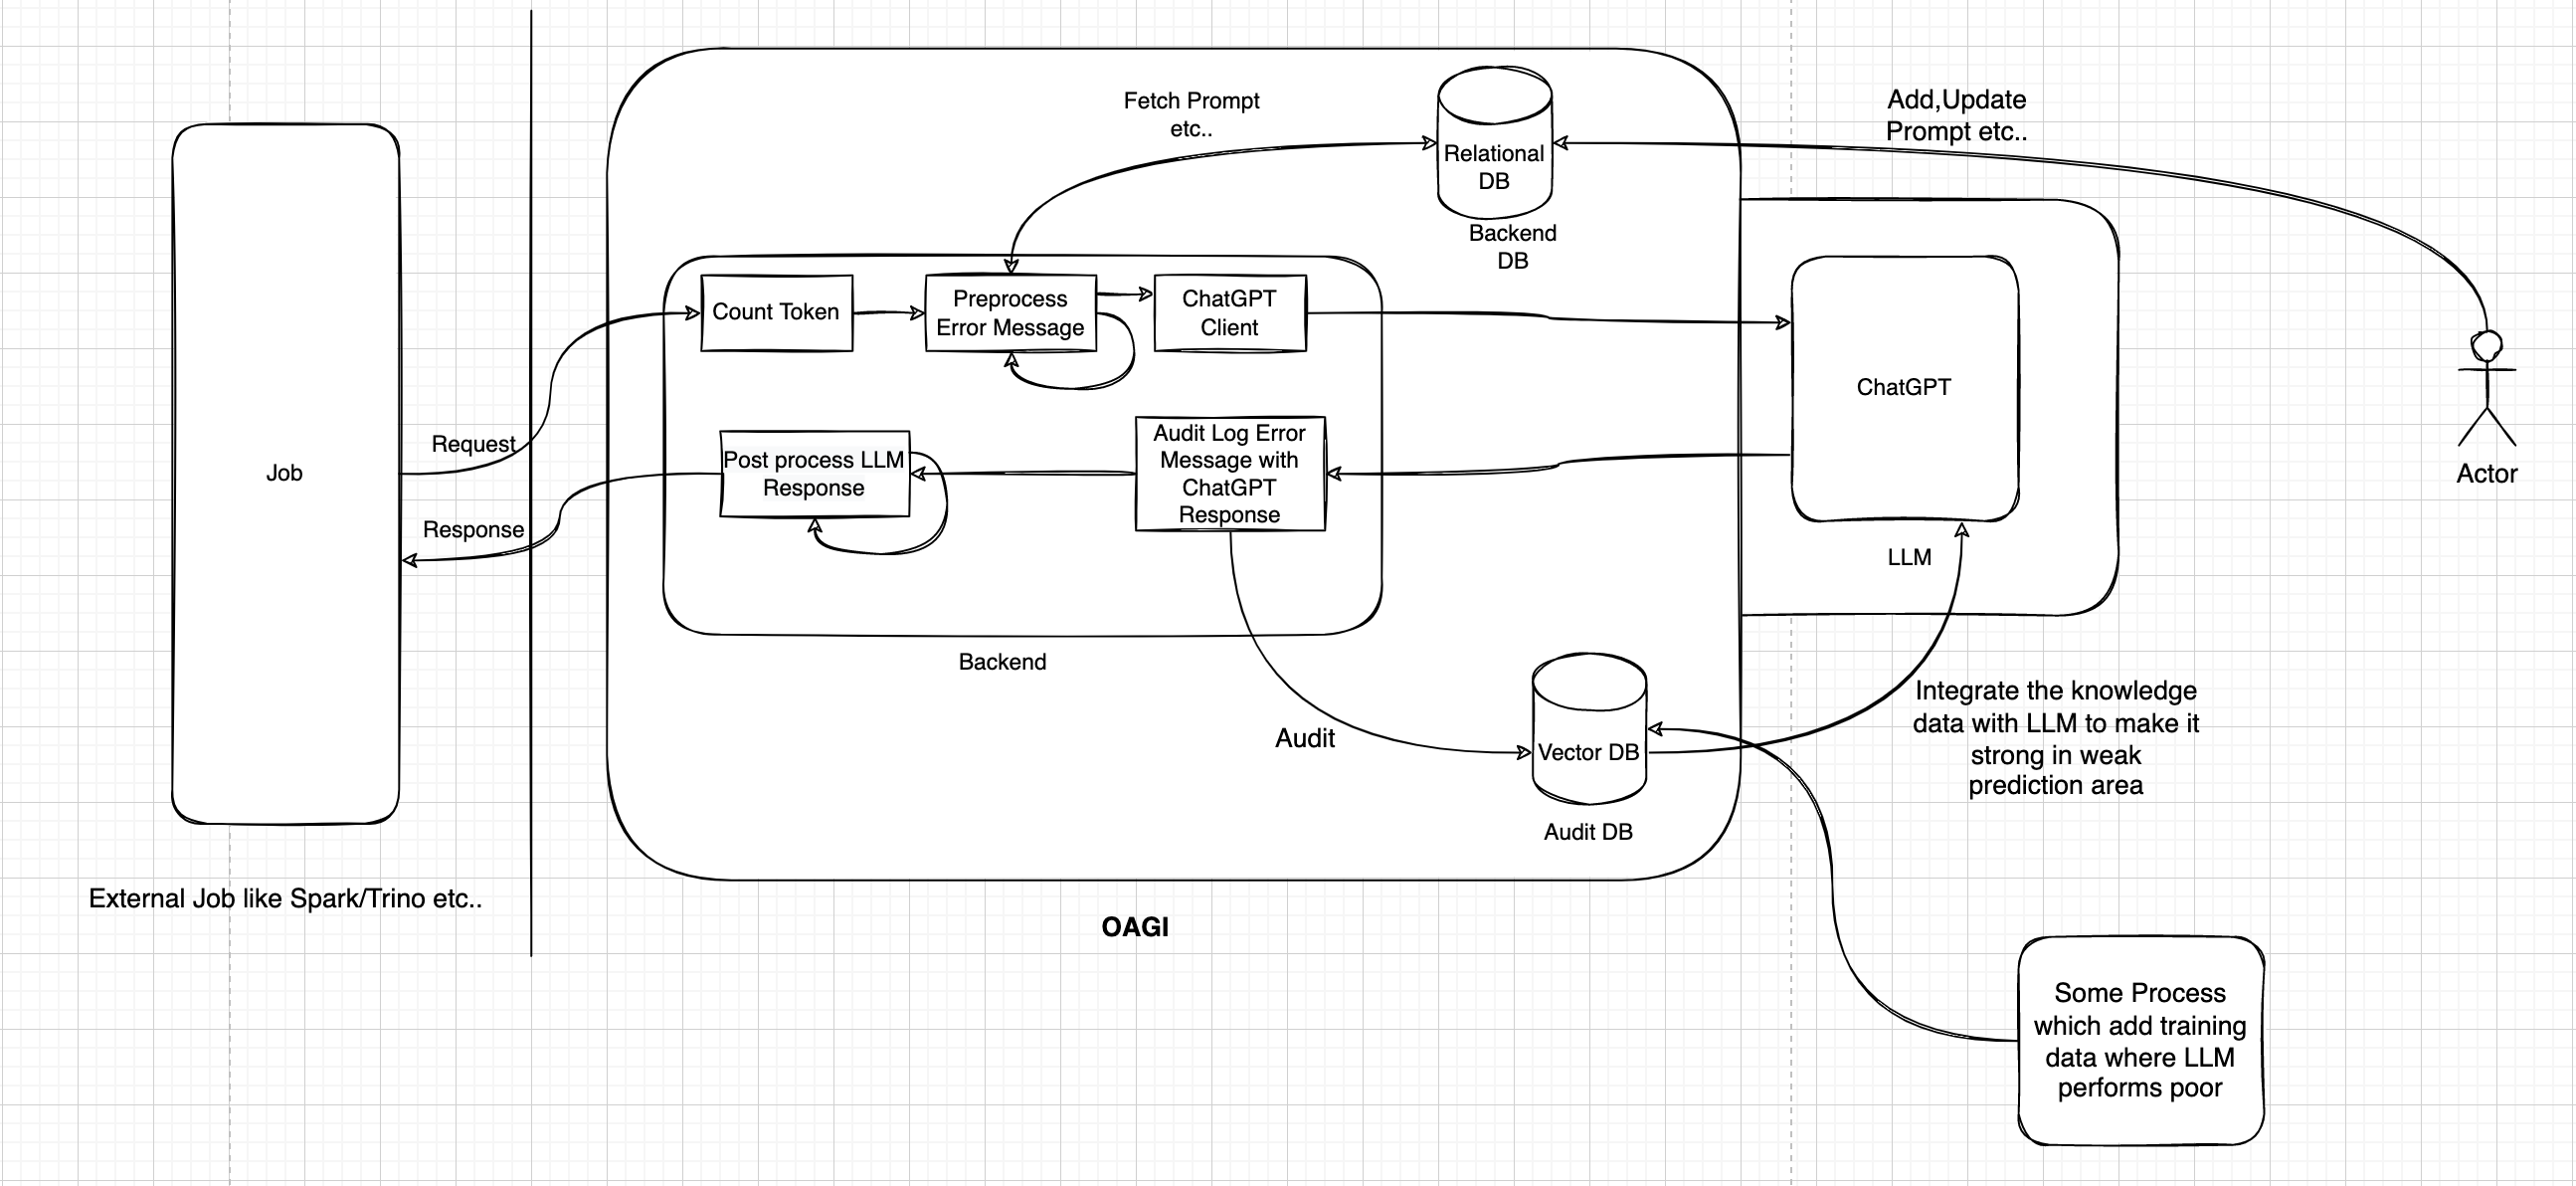 Fetch Prompt
etc..
Relational
DB
Backend
DB
Add,Update
Prompt etc..
Count Token
Preprocess
Error Message
ChatGPT
Client
ChatGPT
LLM
Actor
Job
Request
Response
Post process LLM
Response
Audit Log Error
Message with
ChatGPT
Response
Backend
Audit
Vector DB
Audit DB
Integrate the knowledge
data with LLM to make it
strong in weak
prediction area
External Job like Spark/Trino etc..
OAGI
Some Process
which add training
data where LLM
performs poor